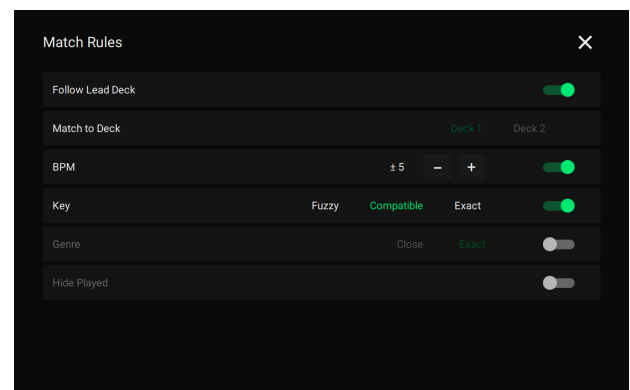 Match Rules
Follow Lead Deck
Match to Deck Deck 1 Deck 2
BPM ± 5 − +
Key Fuzzy Compatible Exact
Genre Close Exact
Hide Played